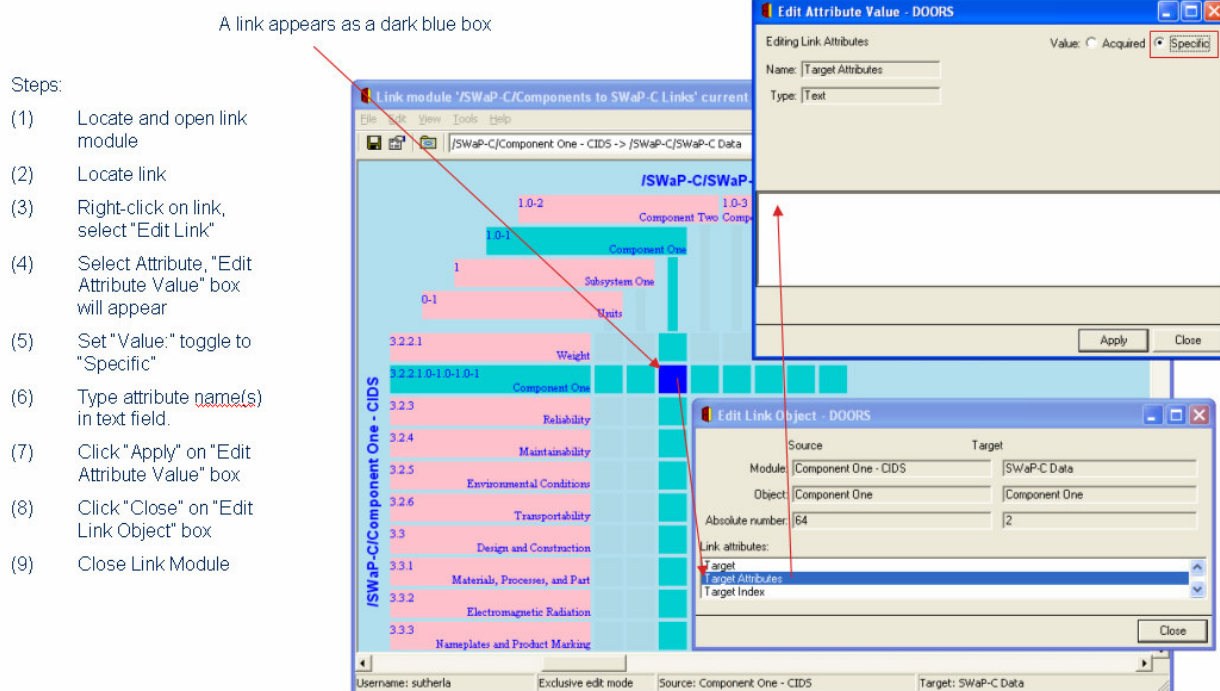 A link appears as a dark blue box
Steps:
(1) Locate and open link
module
(2) Locate link
(3) Right-click on link,
select "Edit Link"
(4) Select Attribute, "Edit
Attribute Value" box
will appear
(5) Set "Value:" toggle to
"Specific"
(6) Type attribute name(s)
in text field.
(7) Click "Apply" on "Edit
Attribute Value" box
(8) Click "Close" on "Edit
Link Object" box
(9) Close Link Module
Link module '/SWaP-C/Components to SWaP-C Links' current
File Edit View Tools Help
/SWaP-C/Component One - CIDS -> /SWaP-C/SWaP-C Data
/SWaP-C/SWaP-
1.0-2
Component Two
1.0-3
1.0-1
Component One
1
Subsystem One
0-1
Units
/SWaP-C/Component One - CIDS
3.2.2.1
Weight
3.2.2.1.0-1.0-1.0-1
Component One
3.2.3
Reliability
3.2.4
Maintainability
3.2.5
Environmental Conditions
3.2.6
Transportability
3.3
Design and Construction
3.3.1
Materials, Processes, and Part
3.3.2
Electromagnetic Radiation
3.3.3
Nameplates and Product Marking
Username: sutherla
Exclusive edit mode
Source: Component One - CIDS
Target: SWaP-C Data
Edit Attribute Value - DOORS
Editing Link Attributes
Value: Acquired Specific
Name: Target Attributes
Type: Text
Apply Close
Edit Link Object - DOORS
Source Target
Module: Component One - CIDS SWaP-C Data
Object: Component One Component One
Absolute number: 64 2
Link attributes:
Target
Target Attributes
Target Index
Close